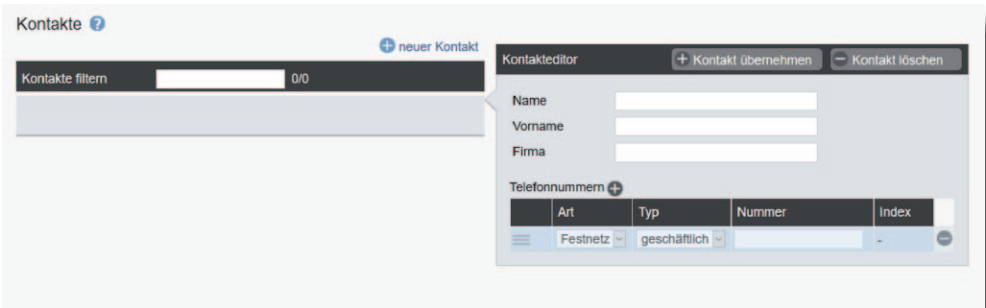 Kontakte ?
neuer Kontakt
Kontakte filtern 0/0
Kontakteditor
Kontakt übernehmen
Kontakt löschen
Name
Vorname
Firma
Telefonnummern
Art Typ Nummer Index
Festnetz geschäftlich -